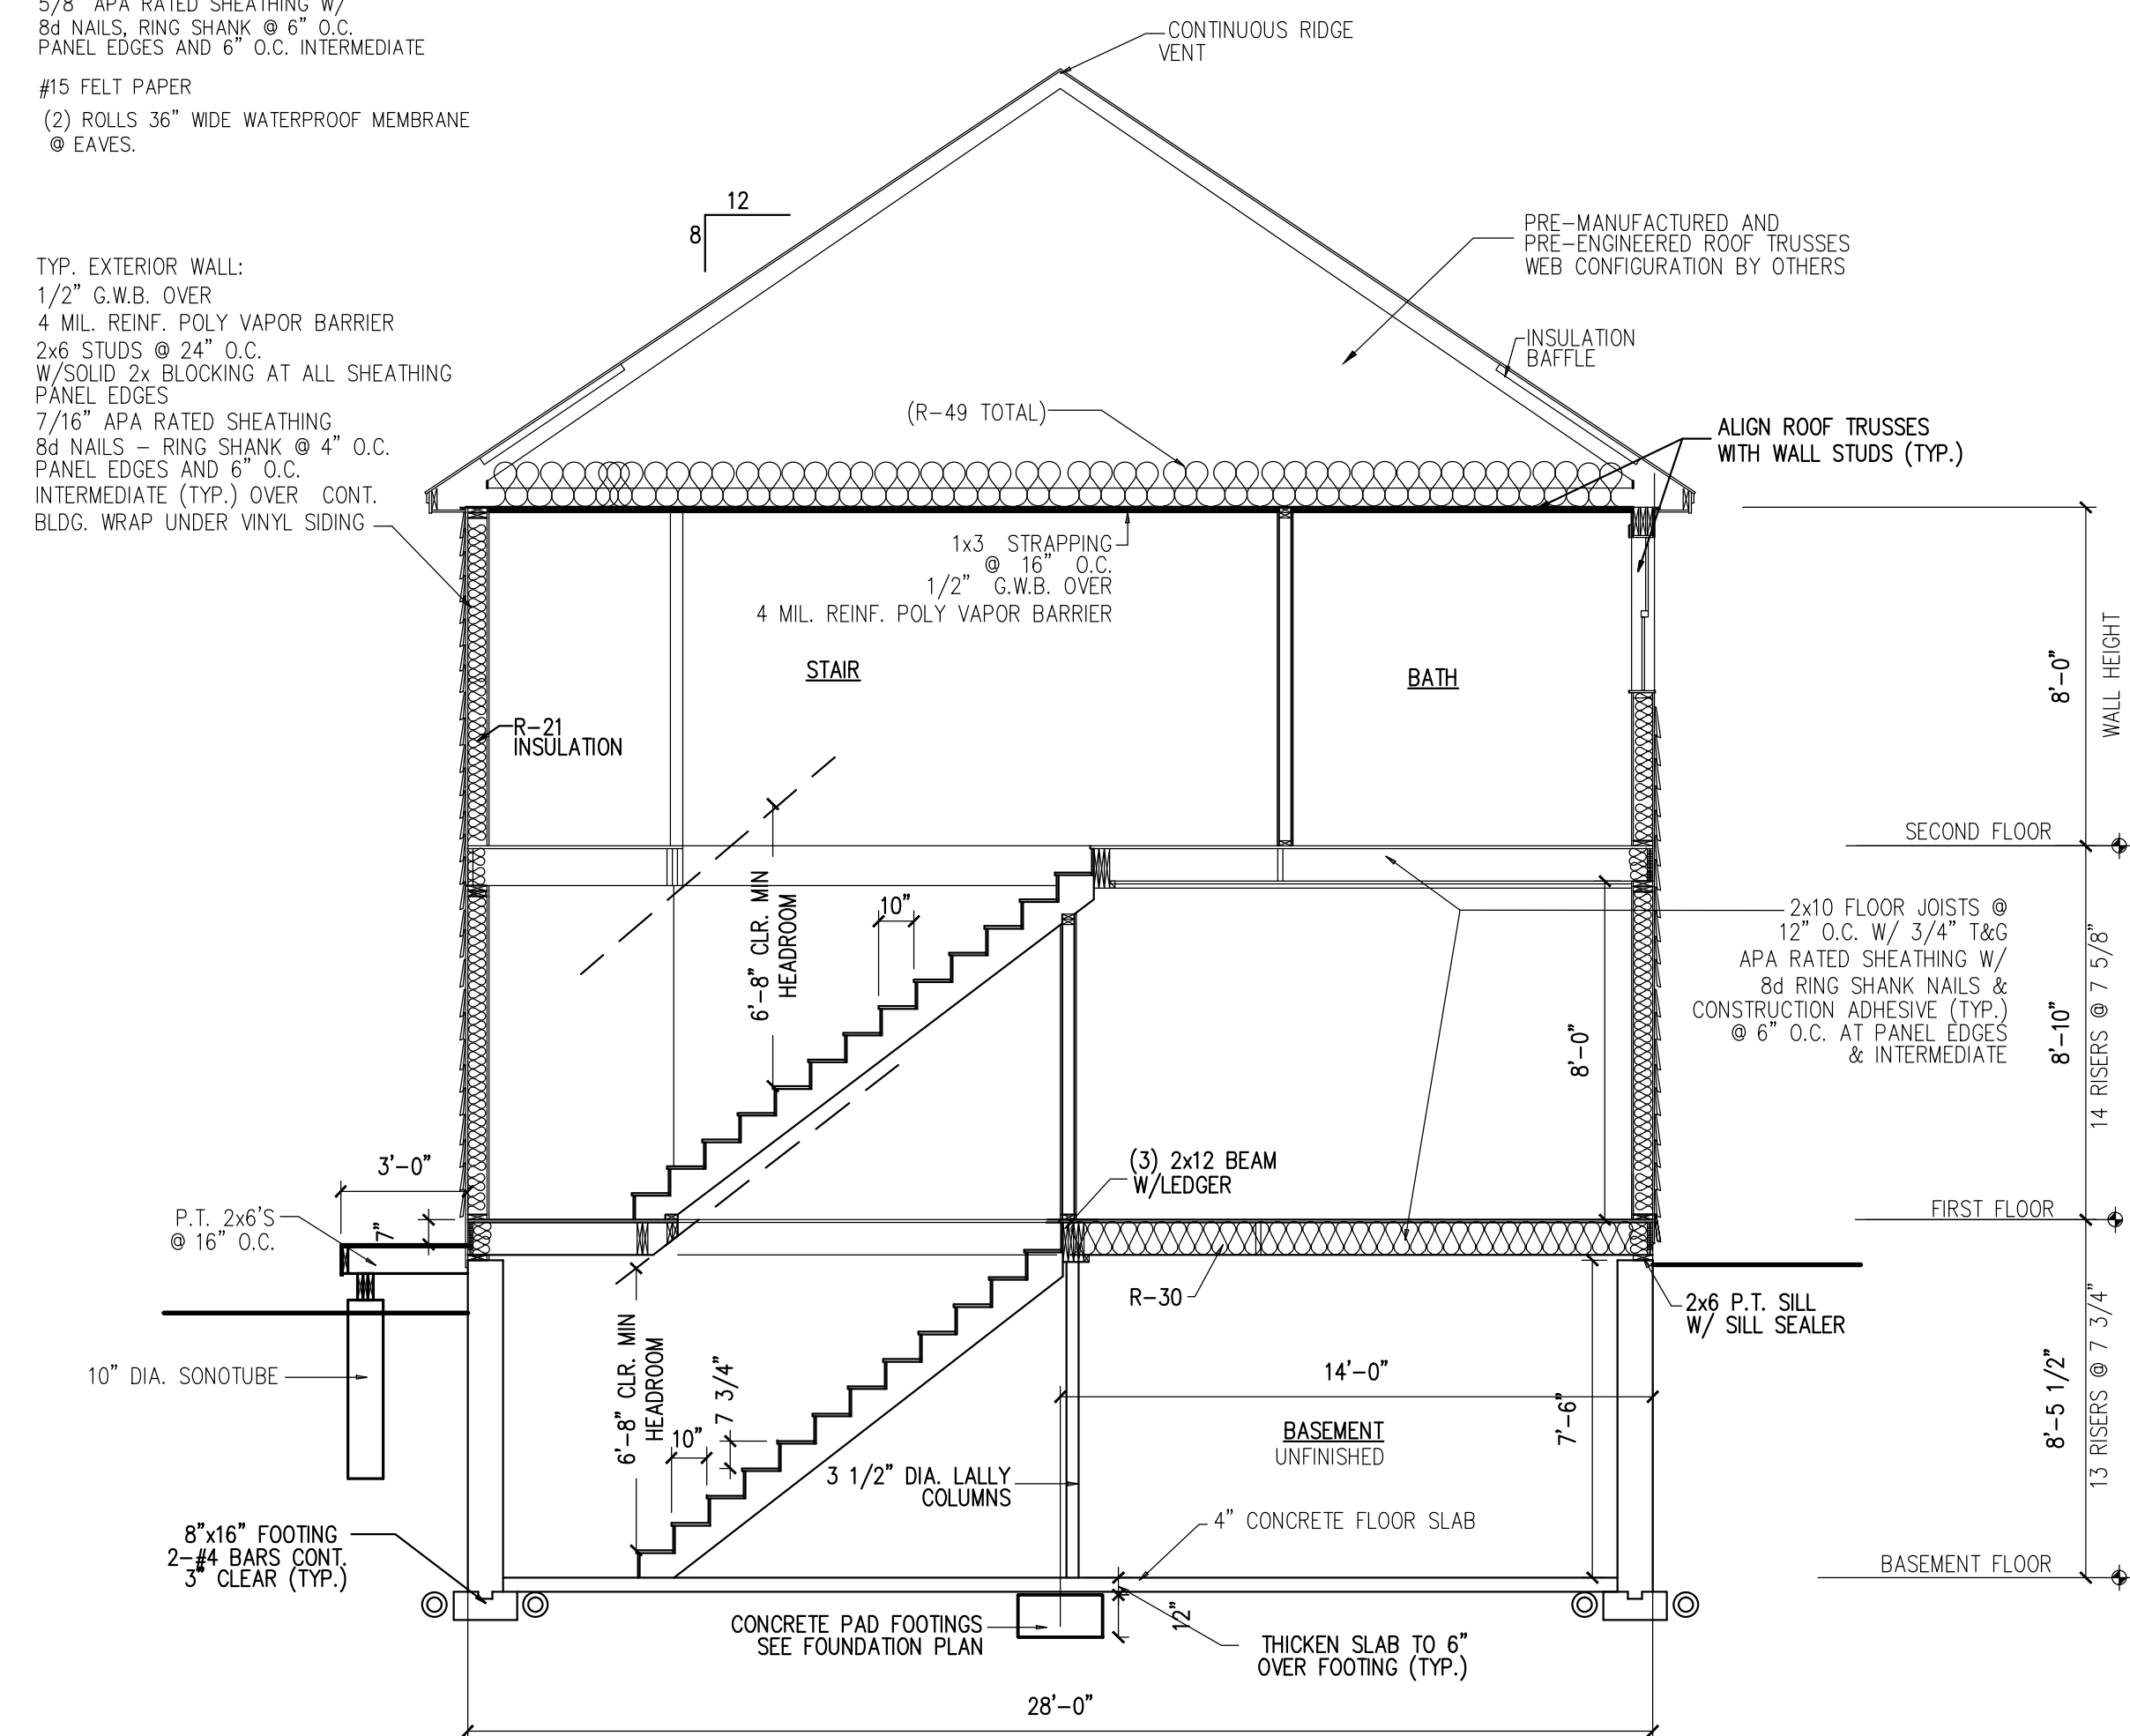 5/8" APA RATED SHEATHING W/
8d NAILS, RING SHANK @ 6" O.C.
PANEL EDGES AND 6" O.C. INTERMEDIATE
#15 FELT PAPER
(2) ROLLS 36" WIDE WATERPROOF MEMBRANE
@ EAVES.
CONTINUOUS RIDGE
VENT
12
8
PRE-MANUFACTURED AND
PRE-ENGINEERED ROOF TRUSSES
WEB CONFIGURATION BY OTHERS
TYP. EXTERIOR WALL:
1/2" G.W.B. OVER
4 MIL. REINF. POLY VAPOR BARRIER
2x6 STUDS @ 24" O.C.
W/SOLID 2x BLOCKING AT ALL SHEATHING
PANEL EDGES
7/16" APA RATED SHEATHING
8d NAILS – RING SHANK @ 4" O.C.
PANEL EDGES AND 6" O.C.
INTERMEDIATE (TYP.) OVER CONT.
BLDG. WRAP UNDER VINYL SIDING
INSULATION
BAFFLE
(R-49 TOTAL)
ALIGN ROOF TRUSSES
WITH WALL STUDS (TYP.)
1x3 STRAPPING
@ 16" O.C.
1/2" G.W.B. OVER
4 MIL. REINF. POLY VAPOR BARRIER
STAIR
BATH
R-21
INSULATION
8'-0"
WALL HEIGHT
SECOND FLOOR
6'-8" CLR. MIN
HEADROOM
10"
2x10 FLOOR JOISTS @
12" O.C. W/ 3/4" T&G
APA RATED SHEATHING W/
8d RING SHANK NAILS &
CONSTRUCTION ADHESIVE (TYP.)
@ 6" O.C. AT PANEL EDGES
& INTERMEDIATE
8'-0"
8'-10"
14 RISERS @ 7 5/8"
3'-0"
(3) 2x12 BEAM
W/LEDGER
P.T. 2x6'S
@ 16" O.C.
7"
FIRST FLOOR
R-30
2x6 P.T. SILL
W/ SILL SEALER
10" DIA. SONOTUBE
6'-8" CLR. MIN
HEADROOM
10"
7 3/4"
14'-0"
7'-6"
8'-5 1/2"
13 RISERS @ 7 3/4"
BASEMENT
UNFINISHED
3 1/2" DIA. LALLY
COLUMNS
4" CONCRETE FLOOR SLAB
8"x16" FOOTING
2-#4 BARS CONT.
3" CLEAR (TYP.)
BASEMENT FLOOR
CONCRETE PAD FOOTINGS
SEE FOUNDATION PLAN
12"
THICKEN SLAB TO 6"
OVER FOOTING (TYP.)
28'-0"